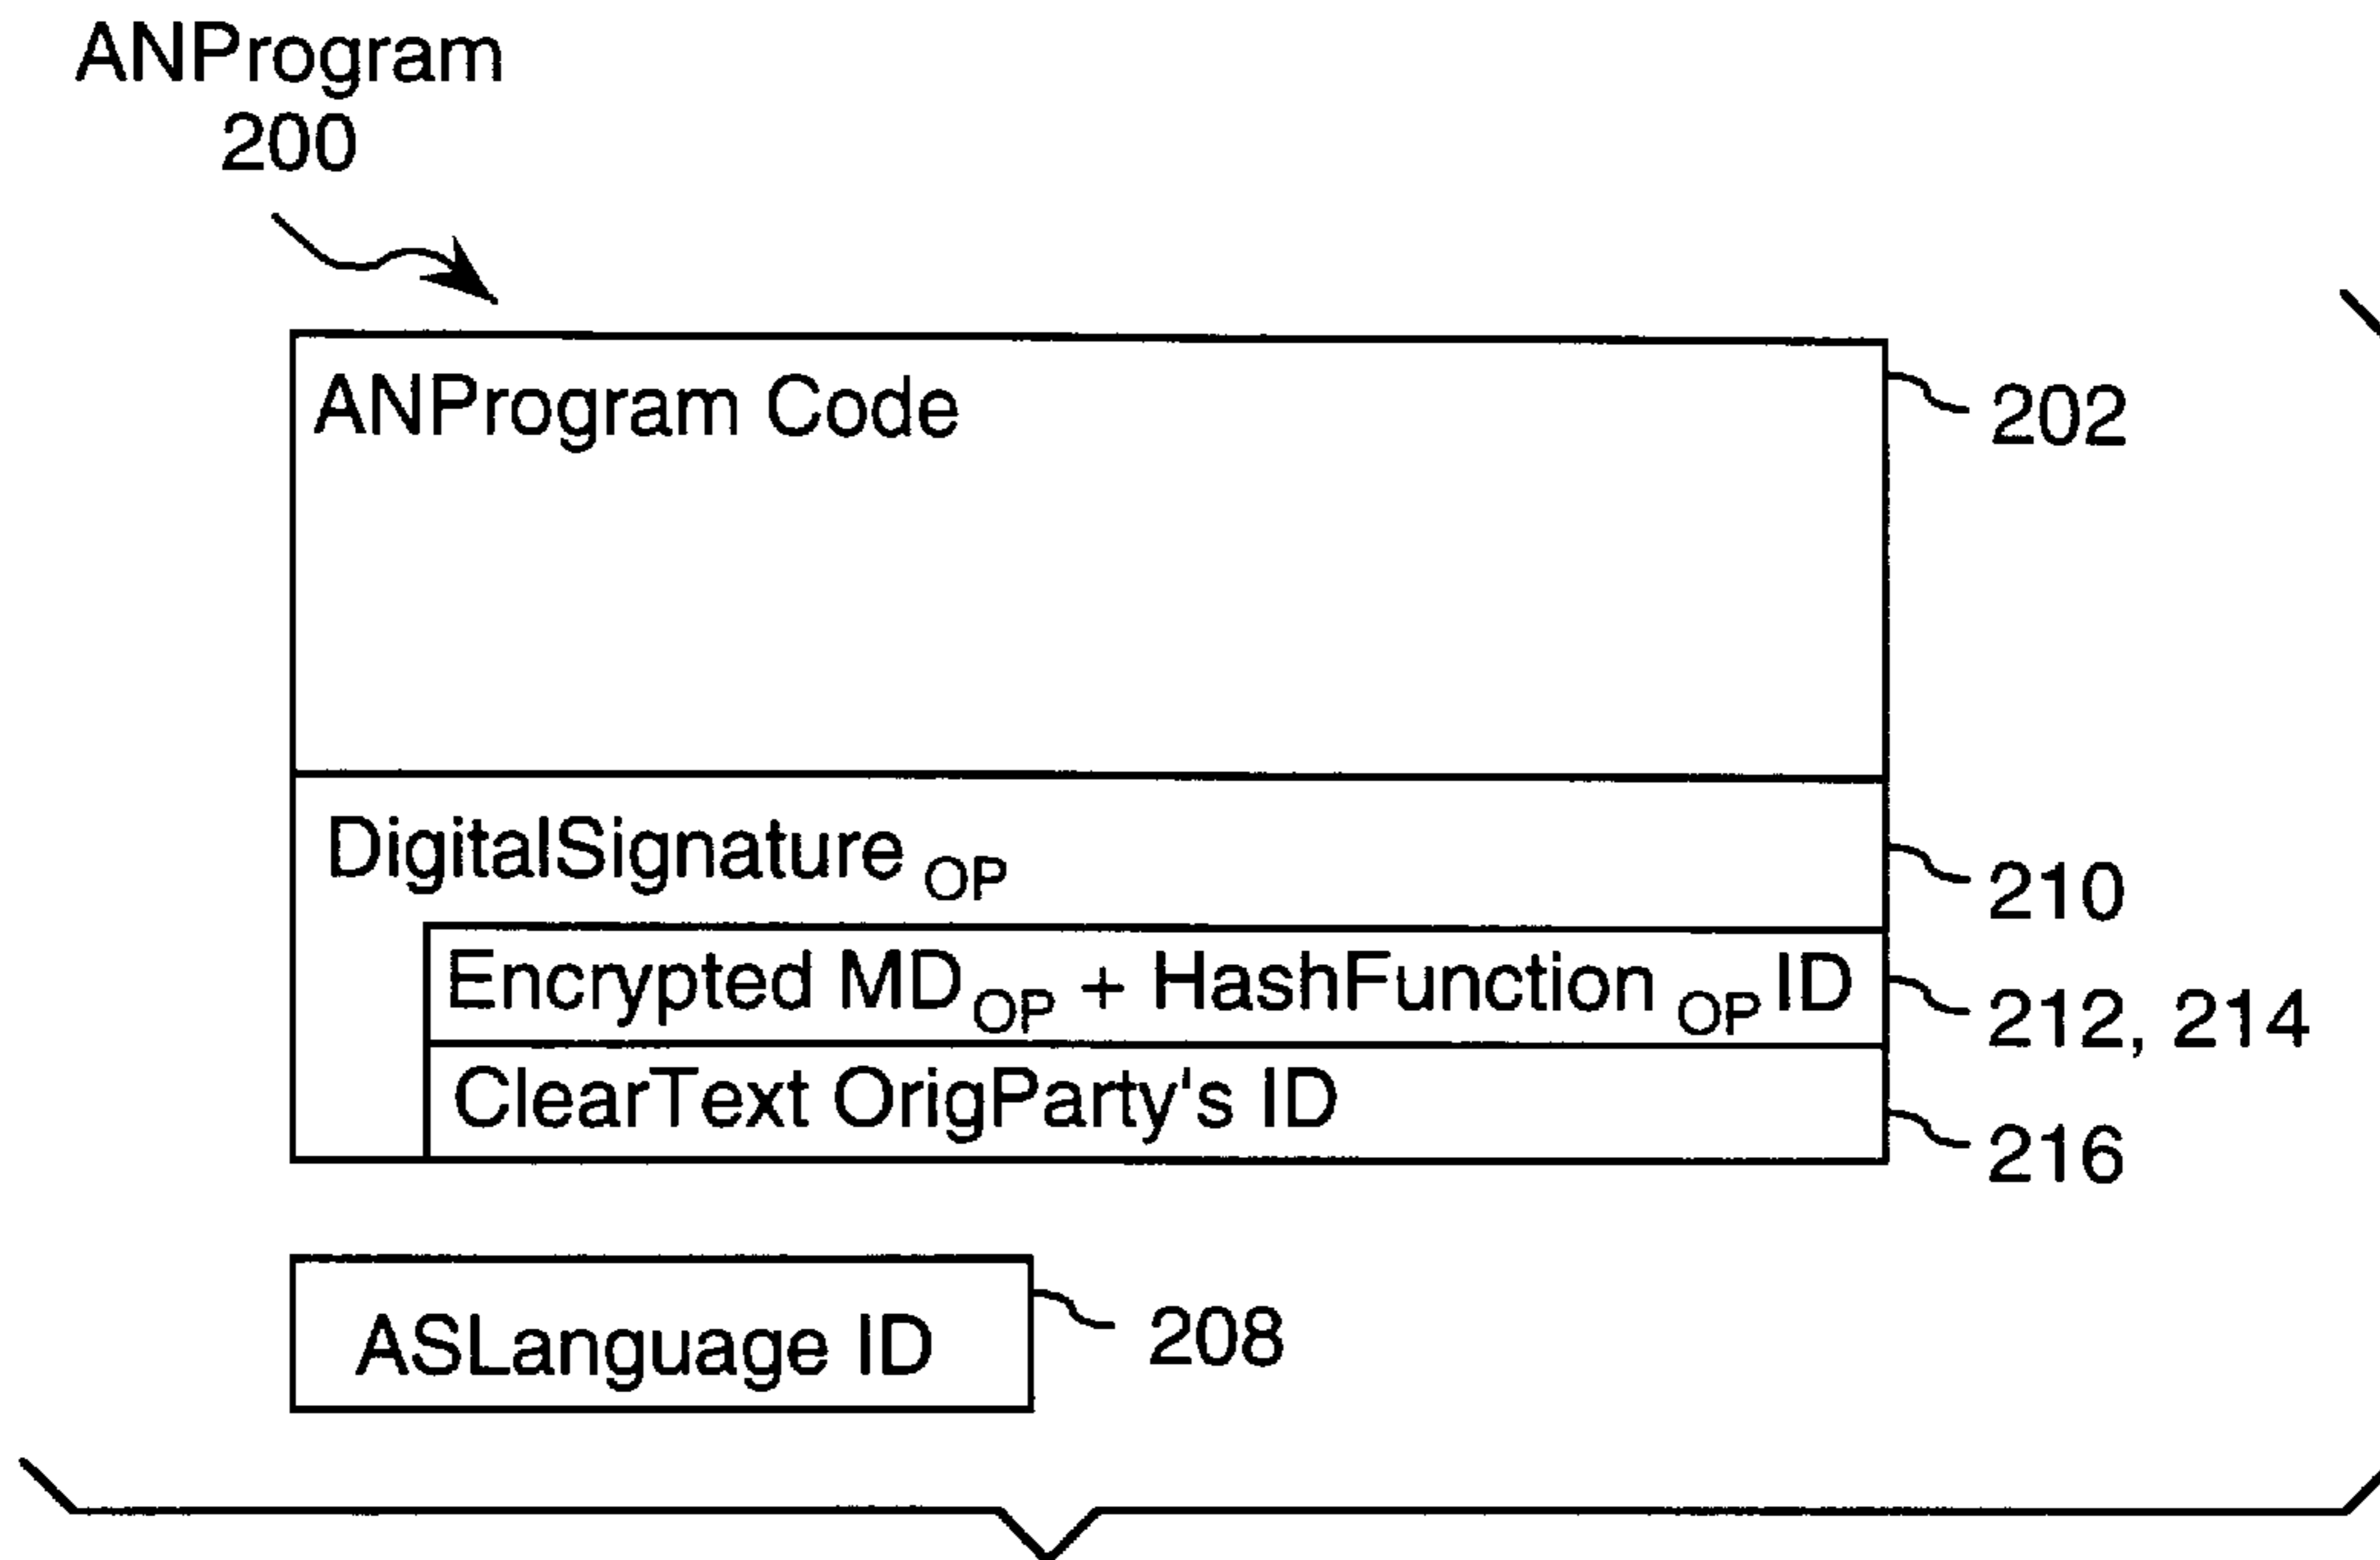 ANProgram
200
ANProgram Code
202
DigitalSignature OP
210
Encrypted MD OP + HashFunction OP ID
212, 214
ClearText OrigParty's ID
216
ASLanguage ID
208